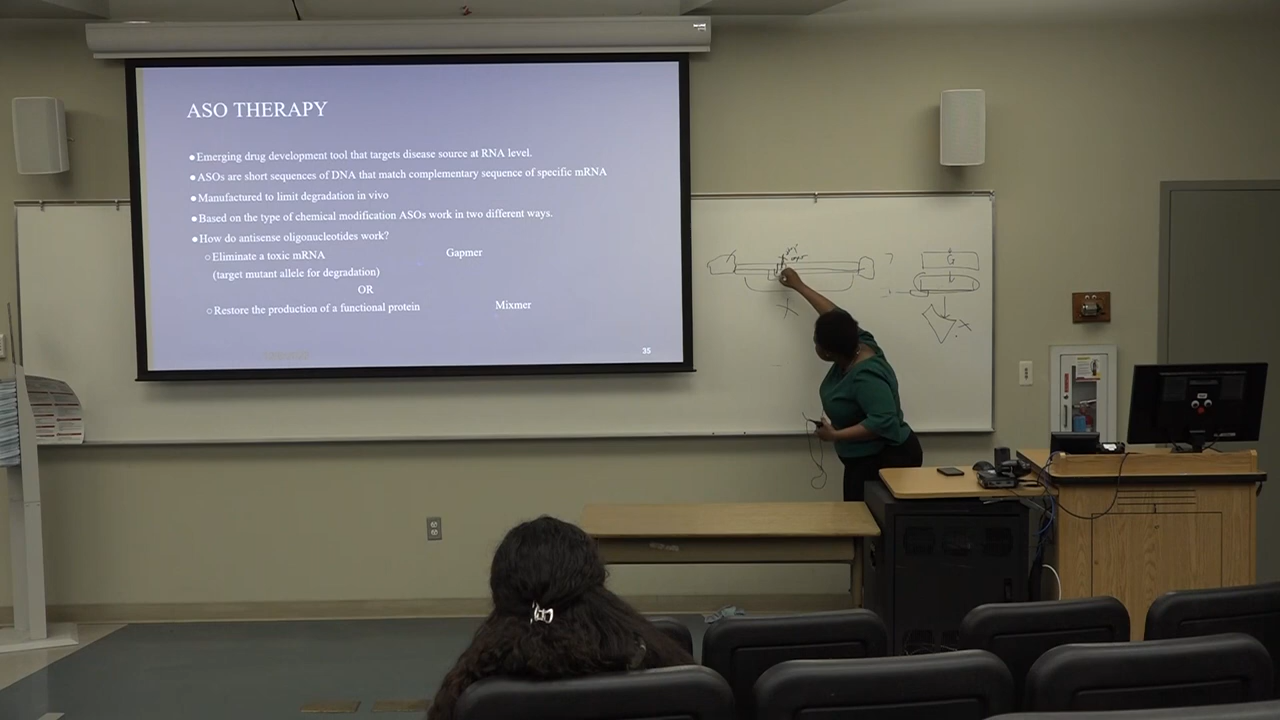 ASO THERAPY
●Emerging drug development tool that targets disease source at RNA level.
●ASOs are short sequences of DNA that match complementary sequence of specific mRNA
●Manufactured to limit degradation in vivo
●Based on the type of chemical modification ASOs work in two different ways.
●How do antisense oligonucleotides work?
○Eliminate a toxic mRNA Gapmer
(target mutant allele for degradation)
OR
○Restore the production of a functional protein Mixmer
35
G
X